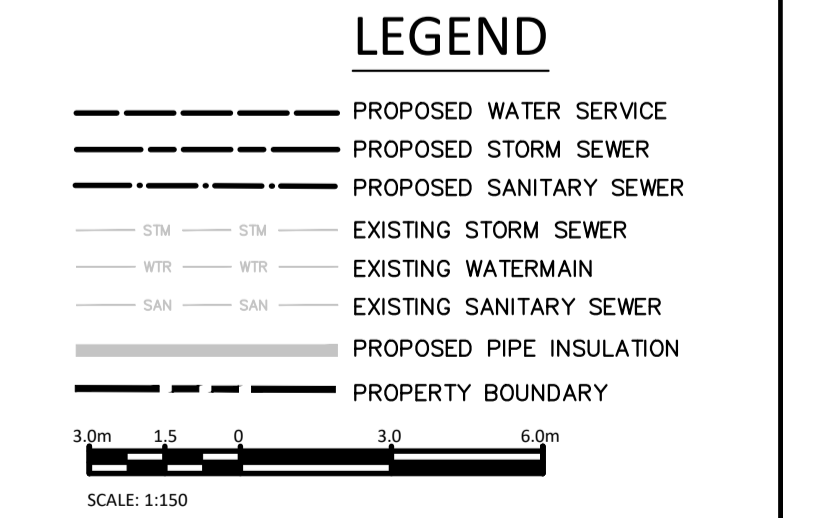 LEGEND
PROPOSED WATER SERVICE
PROPOSED STORM SEWER
PROPOSED SANITARY SEWER
STM STM EXISTING STORM SEWER
WTR WTR EXISTING WATERMAIN
SAN SAN EXISTING SANITARY SEWER
PROPOSED PIPE INSULATION
PROPERTY BOUNDARY
3.0m 1.5 0 3.0 6.0m
SCALE: 1:150